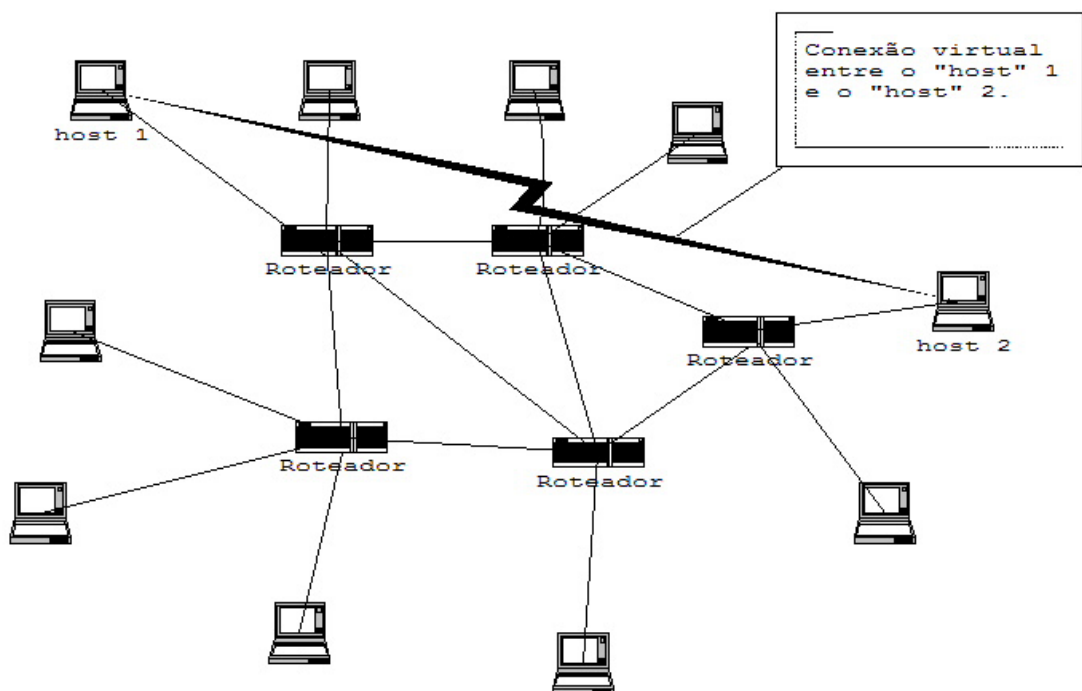 Conexão virtual
entre o "host" 1
e o "host" 2.
host 1
Roteador
Roteador
Roteador
host 2
Roteador
Roteador